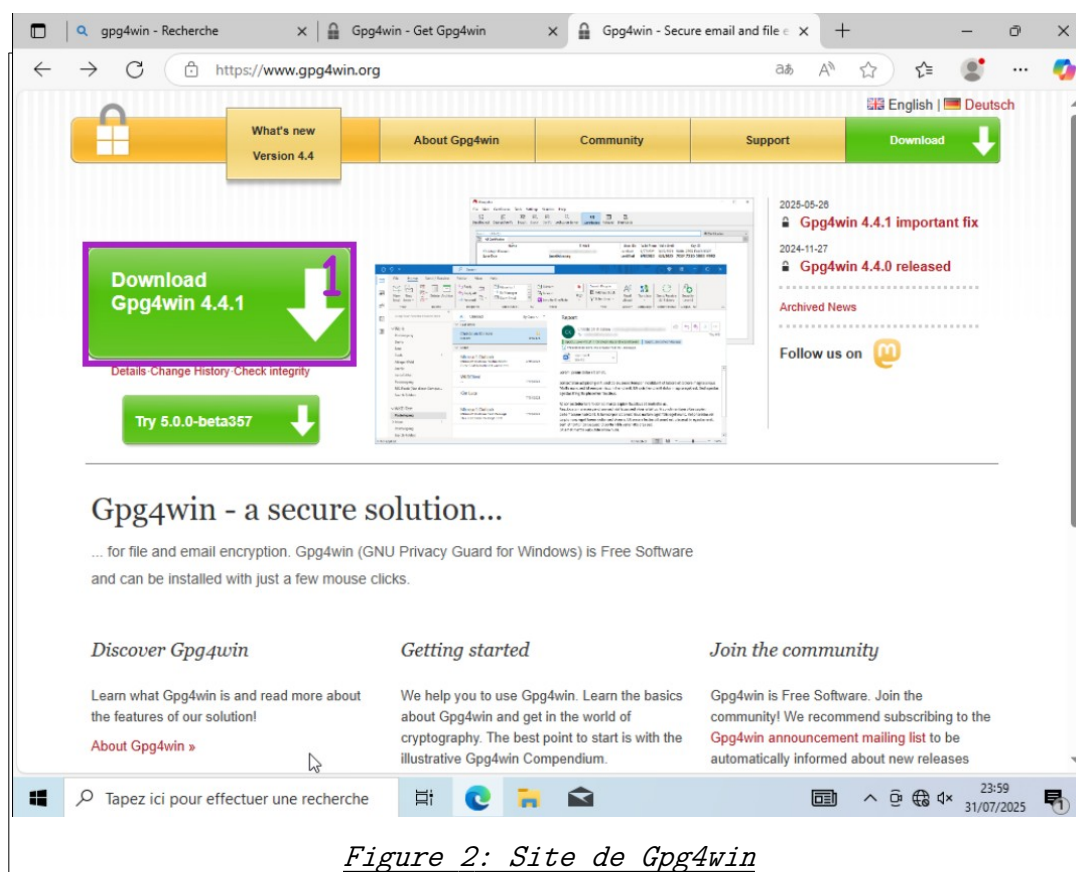 gpg4win - Recherche
Gpg4win - Get Gpg4win
Gpg4win - Secure email and file e
https://www.gpg4win.org
English | Deutsch
What's new
Version 4.4
About Gpg4win
Community
Support
Download
2025-05-26
Gpg4win 4.4.1 important fix
2024-11-27
Gpg4win 4.4.0 released
Archived News
Follow us on
Download
Gpg4win 4.4.1
1
Details·Change History·Check integrity
Try 5.0.0-beta357
Gpg4win - a secure solution...
... for file and email encryption. Gpg4win (GNU Privacy Guard for Windows) is Free Software
and can be installed with just a few mouse clicks.
Discover Gpg4win
Learn what Gpg4win is and read more about
the features of our solution!
About Gpg4win »
Getting started
We help you to use Gpg4win. Learn the basics
about Gpg4win and get in the world of
cryptography. The best point to start is with the
illustrative Gpg4win Compendium.
Join the community
Gpg4win is Free Software. Join the
community! We recommend subscribing to the
Gpg4win announcement mailing list to be
automatically informed about new releases
Tapez ici pour effectuer une recherche
23:59
31/07/2025
1
Figure 2: Site de Gpg4win